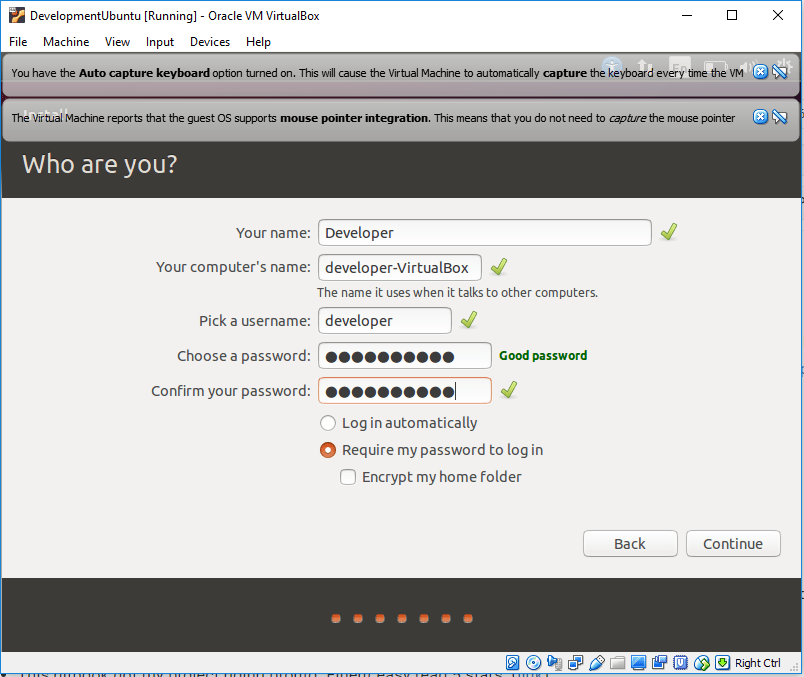 DevelopmentUbuntu [Running] - Oracle VM VirtualBox
File Machine View Input Devices Help
You have the Auto capture keyboard option turned on. This will cause the Virtual Machine to automatically capture the keyboard every time the VM
Install
The Virtual Machine reports that the guest OS supports mouse pointer integration. This means that you do not need to capture the mouse pointer
Who are you?
Your name: Developer
Your computer's name: developer-VirtualBox
The name it uses when it talks to other computers.
Pick a username: developer
Choose a password: ●●●●●●●●●● Good password
Confirm your password: ●●●●●●●●●●
Log in automatically
Require my password to log in
Encrypt my home folder
Back Continue
Right Ctrl